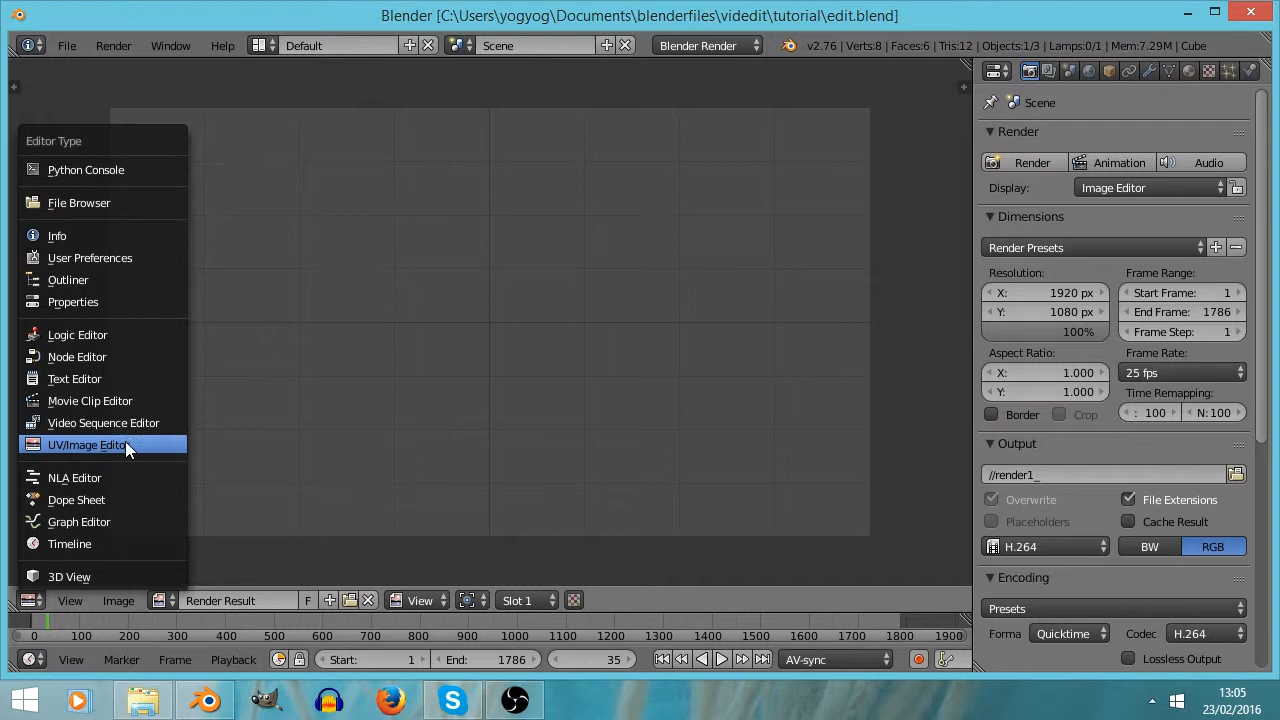 Blender [C:\Users\yogyog\Documents\blenderfiles\videdit\tutorial\edit.blend]
File Render Window Help Default Scene Blender Render v2.76 | Verts:8 | Faces:6 | Tris:12 | Objects:1/3 | Lamps:0/1 | Mem:7.29M | Cube
Scene
Render
Render Animation Audio
Display: Image Editor
Dimensions
Render Presets
Resolution: Frame Range:
X: 1920 px Start Frame: 1
Y: 1080 px End Frame: 1786
100% Frame Step: 1
Aspect Ratio: Frame Rate:
X: 1.000 25 fps
Y: 1.000 Time Remapping:
Border Crop : 100 N:100
Output
//render1_
Overwrite File Extensions
Placeholders Cache Result
H.264 BW RGB
Encoding
Presets
Forma Quicktime Codec H.264
Lossless Output
Editor Type
Python Console
File Browser
Info
User Preferences
Outliner
Properties
Logic Editor
Node Editor
Text Editor
Movie Clip Editor
Video Sequence Editor
UV/Image Edito
NLA Editor
Dope Sheet
Graph Editor
Timeline
3D View
View Image Render Result F View Slot 1
0 100 200 300 400 500 600 700 800 900 1000 1100 1200 1300 1400 1500 1600 1700 1800 1900
View Marker Frame Playback Start: 1 End: 1786 35 AV-sync
13:05
23/02/2016